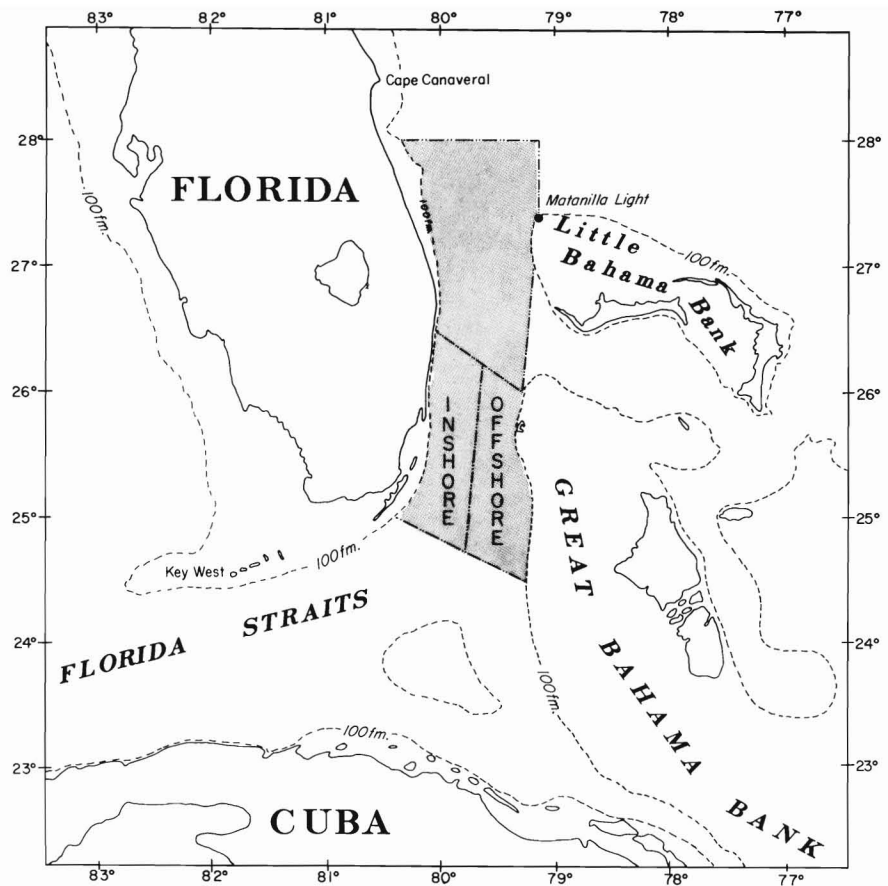 83° 82° 81° 80° 79° 78° 77°
Cape Canaveral
28° 28°
FLORIDA
100fm.
100fm.
Matanilla Light
Little
Bahama
Bank
100fm.
27° 27°
26° 26°
INSHORE
OFFSHORE
25° 25°
GREAT
BAHAMA
BANK
Key West
100fm.
FLORIDA STRAITS
24° 24°
100fm.
100fm.
23° 23°
CUBA
83° 82° 81° 80° 79° 78° 77°